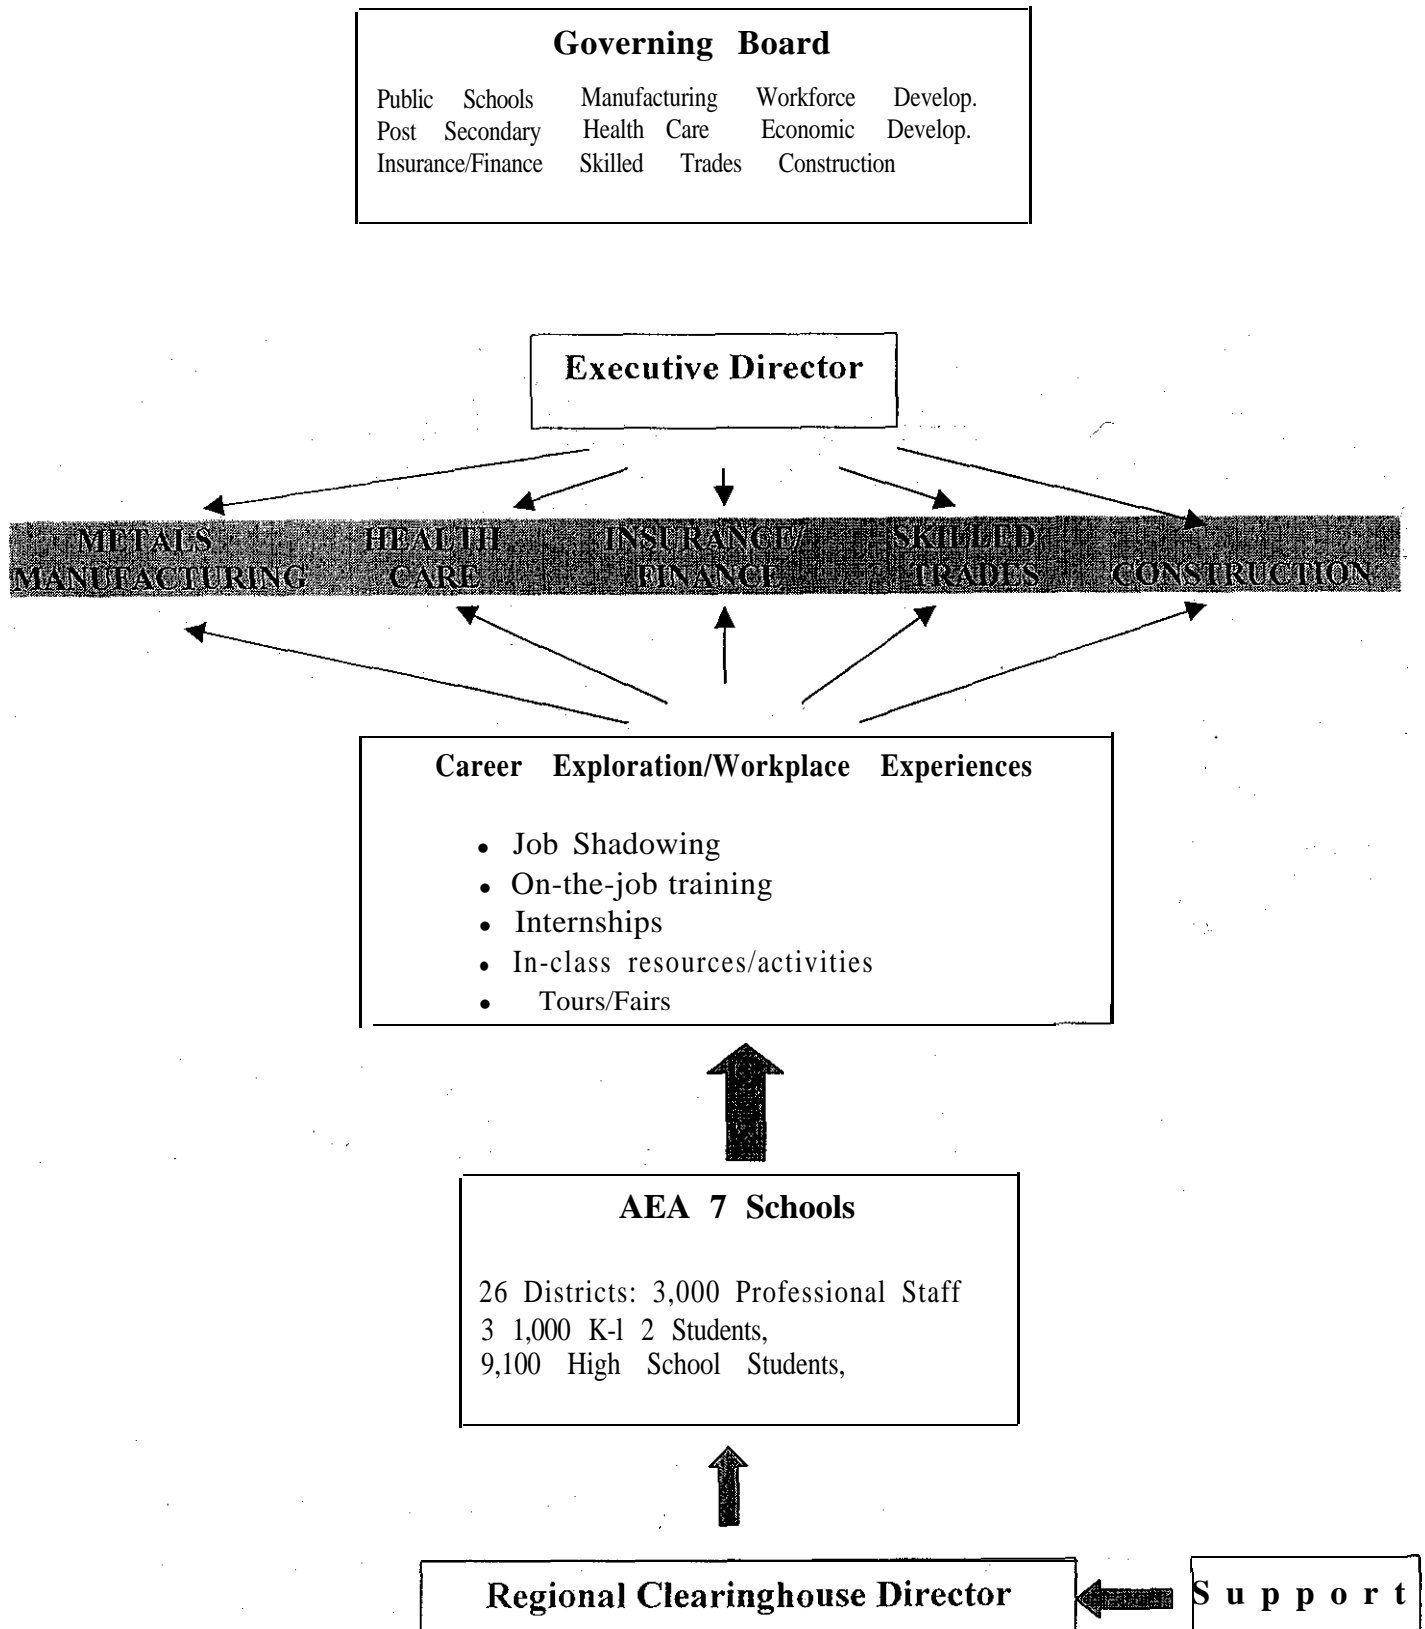 Governing Board
Public Schools Manufacturing Workforce Develop.
Post Secondary Health Care Economic Develop.
Insurance/Finance Skilled Trades Construction
Executive Director
METALS MANUFACTURING
HEALTH CARE
INSURANCE/ FINANCE
SKILLED TRADES
CONSTRUCTION
Career Exploration/Workplace Experiences
• Job Shadowing
• On-the-job training
• Internships
• In-class resources/activities
• Tours/Fairs
AEA 7 Schools
26 Districts: 3,000 Professional Staff
3 1,000 K-l 2 Students,
9,100 High School Students,
Regional Clearinghouse Director
Support